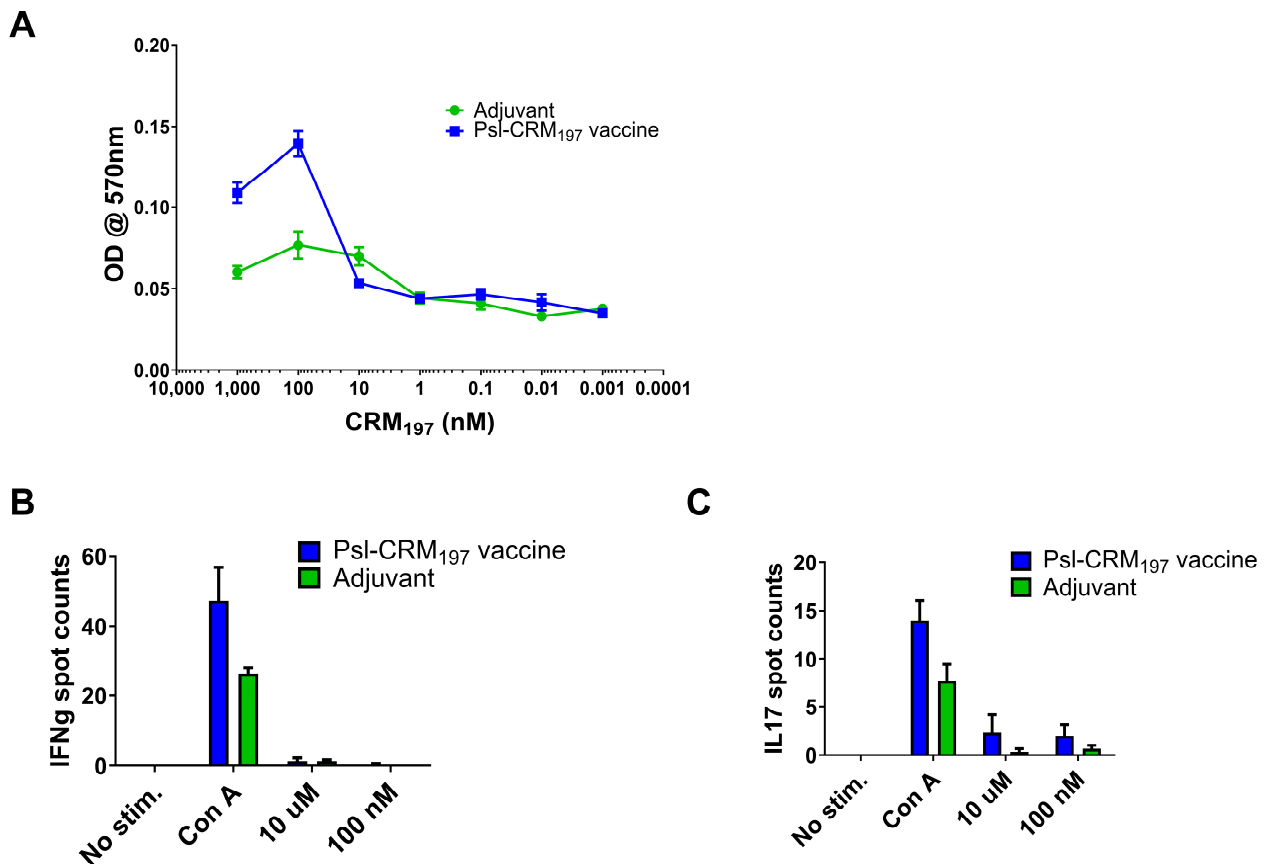 A
0.20
0.15
0.10
0.05
0.00
OD @ 570nm
Adjuvant
Psl-CRM197 vaccine
10,000 1,000 100 10 1 0.1 0.01 0.001 0.0001
CRM197 (nM)
B
60
40
20
0
IFNg spot counts
Psl-CRM197 vaccine
Adjuvant
No stim. Con A 10 uM 100 nM
C
20
15
10
5
0
IL17 spot counts
Psl-CRM197 vaccine
Adjuvant
No stim. Con A 10 uM 100 nM